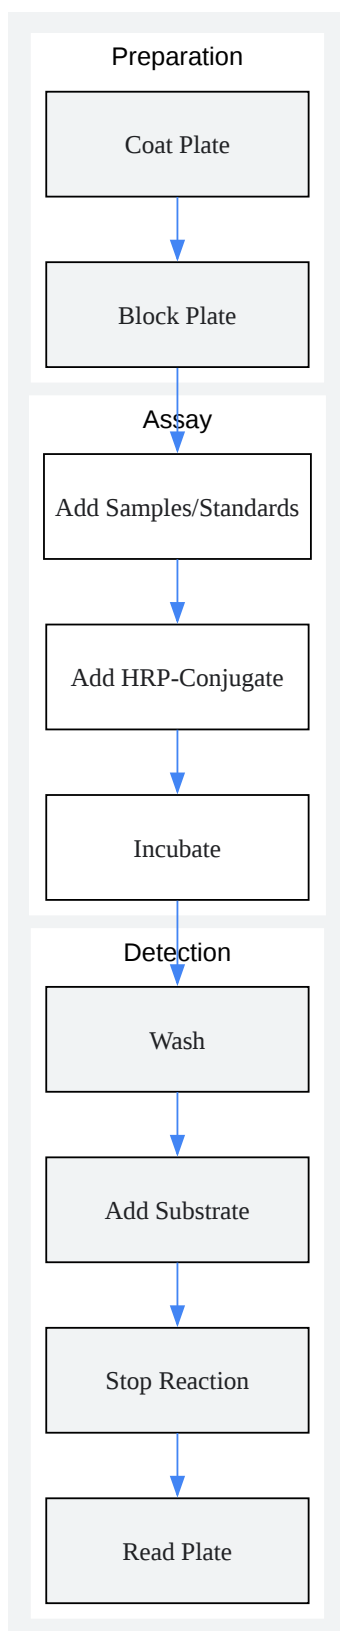 Preparation
Coat Plate
Block Plate
Assay
Add Samples/Standards
Add HRP-Conjugate
Incubate
Detection
Wash
Add Substrate
Stop Reaction
Read Plate